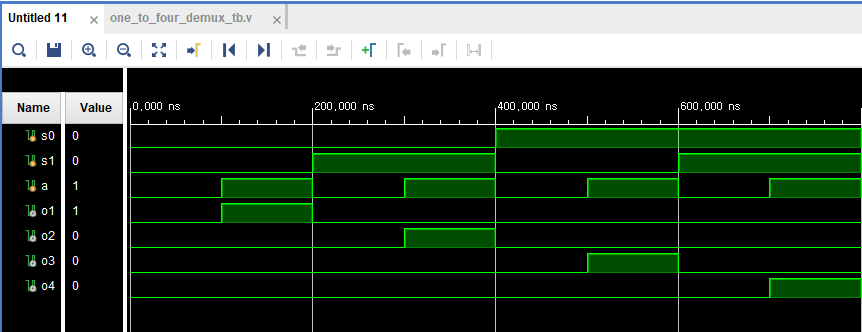 Untitled 11 × one_to_four_demux_tb.v ×
Name Value
0,000 ns 200,000 ns 400,000 ns 600,000 ns
s0 0
s1 0
a 1
o1 1
o2 0
o3 0
o4 0